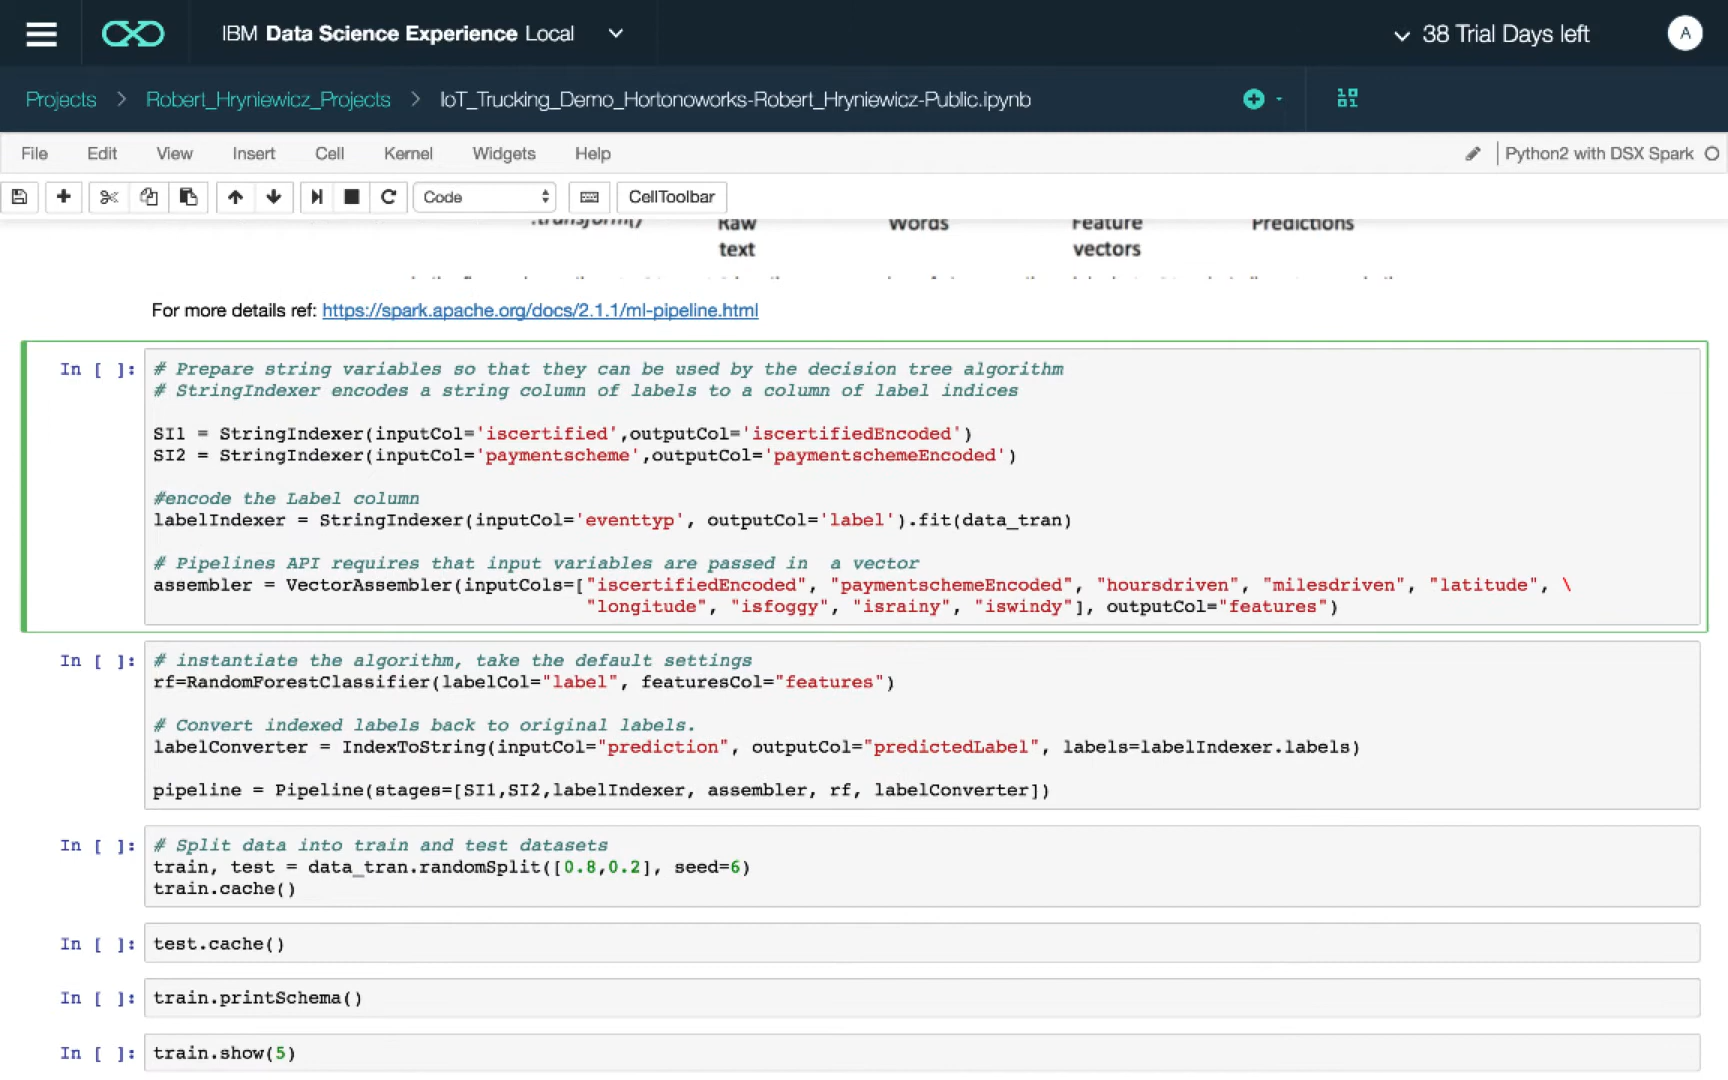 IBM Data Science Experience Local
38 Trial Days left
A
Projects > Robert_Hryniewicz_Projects > IoT_Trucking_Demo_Hortonoworks-Robert_Hryniewicz-Public.ipynb
File Edit View Insert Cell Kernel Widgets Help
Python2 with DSX Spark
Code CellToolbar
.transform() Raw Words Feature Predictions
text vectors
For more details ref: https://spark.apache.org/docs/2.1.1/ml-pipeline.html
In [ ]: # Prepare string variables so that they can be used by the decision tree algorithm
# StringIndexer encodes a string column of labels to a column of label indices
SI1 = StringIndexer(inputCol='iscertified',outputCol='iscertifiedEncoded')
SI2 = StringIndexer(inputCol='paymentscheme',outputCol='paymentschemeEncoded')
#encode the Label column
labelIndexer = StringIndexer(inputCol='eventtyp', outputCol='label').fit(data_tran)
# Pipelines API requires that input variables are passed in  a vector
assembler = VectorAssembler(inputCols=["iscertifiedEncoded", "paymentschemeEncoded", "hoursdriven", "milesdriven", "latitude", \
"longitude", "isfoggy", "israiny", "iswindy"], outputCol="features")
In [ ]: # instantiate the algorithm, take the default settings
rf=RandomForestClassifier(labelCol="label", featuresCol="features")
# Convert indexed labels back to original labels.
labelConverter = IndexToString(inputCol="prediction", outputCol="predictedLabel", labels=labelIndexer.labels)
pipeline = Pipeline(stages=[SI1,SI2,labelIndexer, assembler, rf, labelConverter])
In [ ]: # Split data into train and test datasets
train, test = data_tran.randomSplit([0.8,0.2], seed=6)
train.cache()
In [ ]: test.cache()
In [ ]: train.printSchema()
In [ ]: train.show(5)